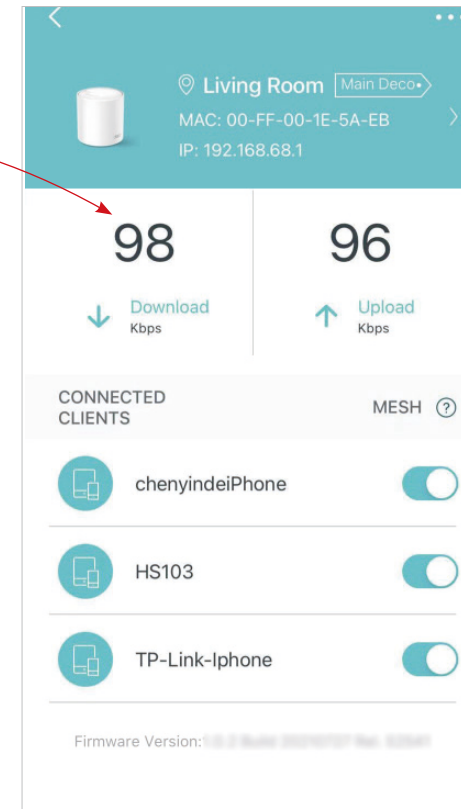 Living Room Main Deco
MAC: 00-FF-00-1E-5A-EB
IP: 192.168.68.1
98
96
Download
Kbps
Upload
Kbps
CONNECTED
CLIENTS
MESH ?
chenyindeiPhone
HS103
TP-Link-Iphone
Firmware Version: